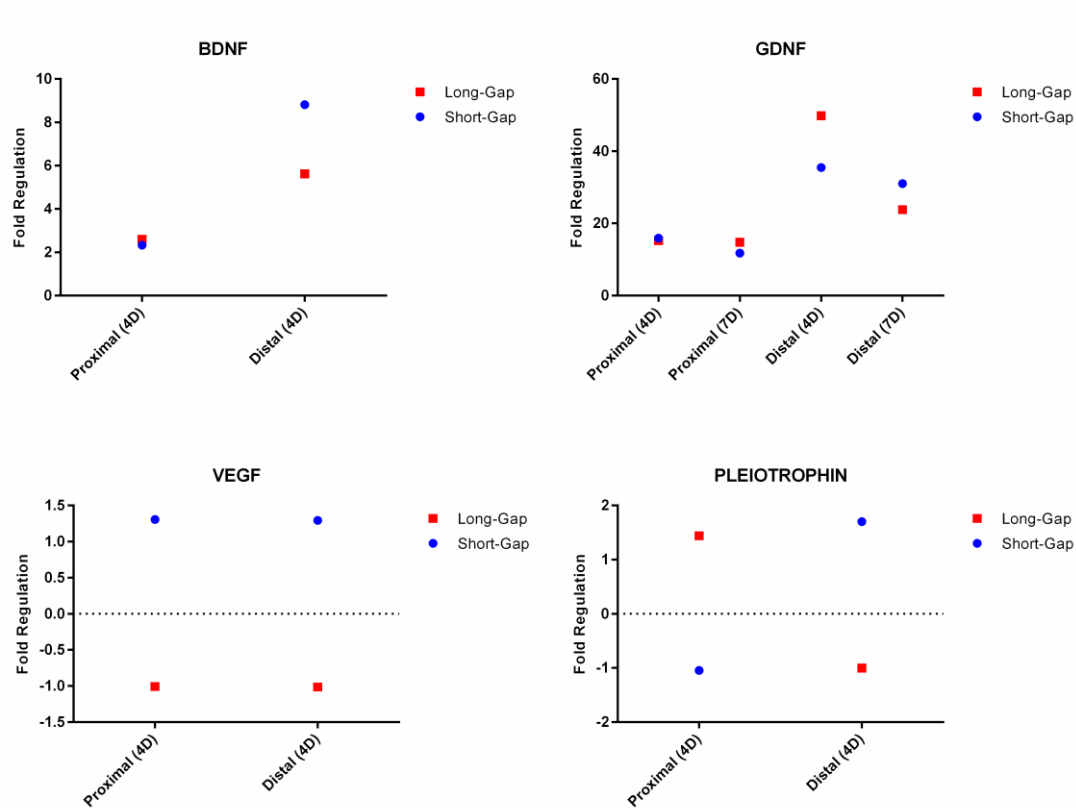 BDNF
Fold Regulation
10
8
6
4
2
0
Proximal (4D)
Distal (4D)
Long-Gap
Short-Gap
GDNF
Fold Regulation
60
40
20
0
Proximal (4D)
Proximal (7D)
Distal (4D)
Distal (7D)
Long-Gap
Short-Gap
VEGF
Fold Regulation
1.5
1.0
0.5
0.0
-0.5
-1.0
-1.5
Proximal (4D)
Distal (4D)
Long-Gap
Short-Gap
PLEIOTROPHIN
Fold Regulation
2
1
0
-1
-2
Proximal (4D)
Distal (4D)
Long-Gap
Short-Gap